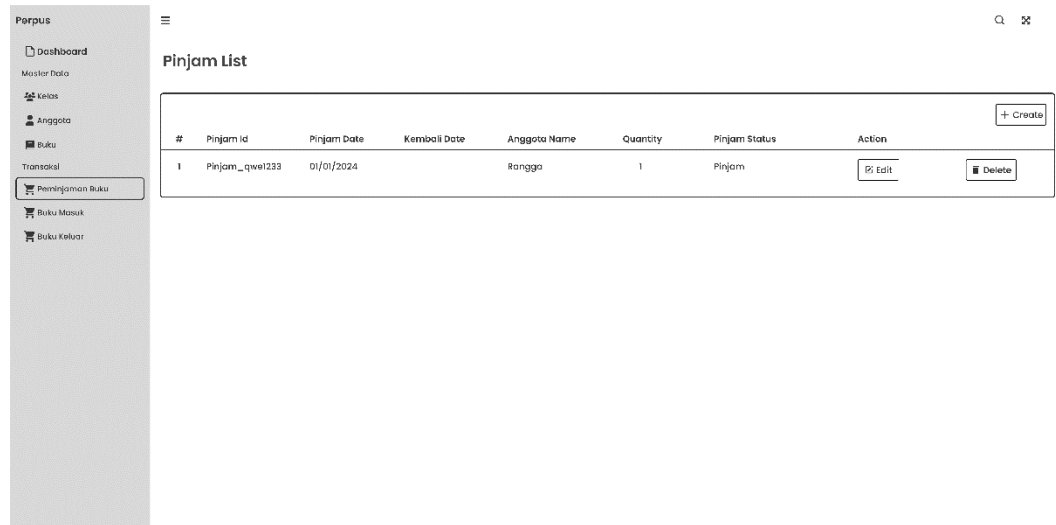 Perpus
Dashboard
Master Data
Kelas
Anggota
Buku
Transaksi
Peminjaman Buku
Buku Masuk
Buku Keluar
Pinjam List
+ Create
# Pinjam Id Pinjam Date Kembali Date Anggota Name Quantity Pinjam Status Action
1 Pinjam_qwe1233 01/01/2024 Rangga 1 Pinjam Edit Delete